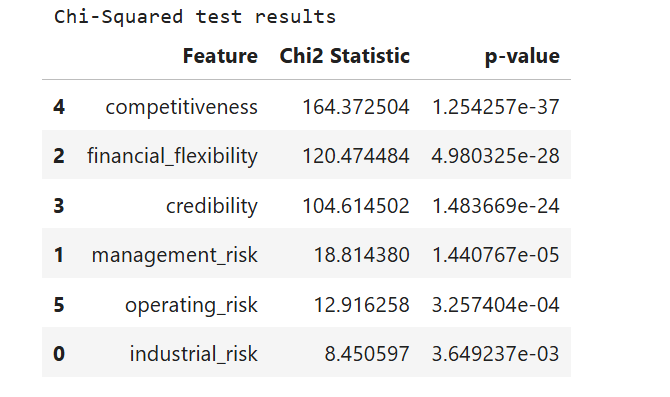 Chi-Squared test results
Feature Chi2 Statistic p-value
4 competitiveness 164.372504 1.254257e-37
2 financial_flexibility 120.474484 4.980325e-28
3 credibility 104.614502 1.483669e-24
1 management_risk 18.814380 1.440767e-05
5 operating_risk 12.916258 3.257404e-04
0 industrial_risk 8.450597 3.649237e-03